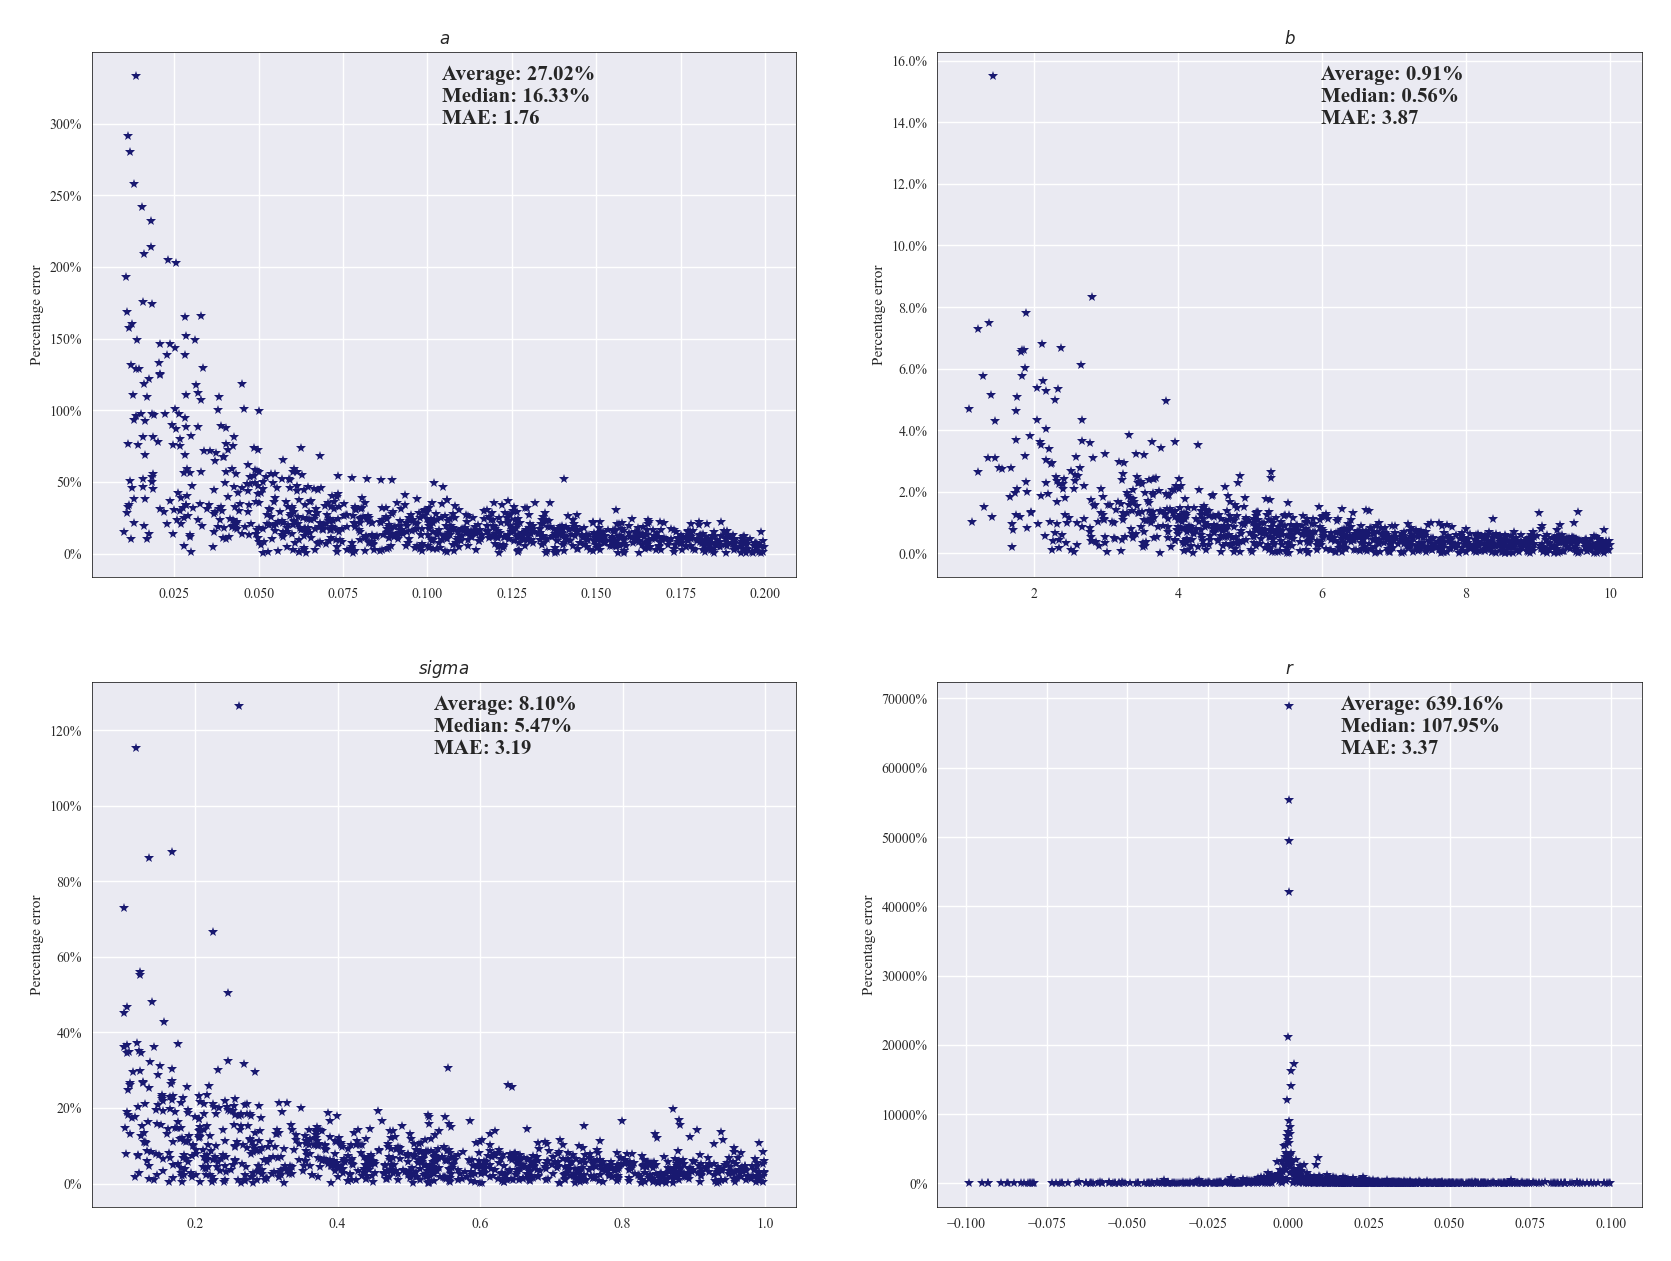 a
Average: 27.02%
Median: 16.33%
MAE: 1.76
300%
250%
200%
150%
100%
50%
0%
Percentage error
0.025 0.050 0.075 0.100 0.125 0.150 0.175 0.200
b
Average: 0.91%
Median: 0.56%
MAE: 3.87
16.0%
14.0%
12.0%
10.0%
8.0%
6.0%
4.0%
2.0%
0.0%
Percentage error
2 4 6 8 10
sigma
Average: 8.10%
Median: 5.47%
MAE: 3.19
120%
100%
80%
60%
40%
20%
0%
Percentage error
0.2 0.4 0.6 0.8 1.0
r
Average: 639.16%
Median: 107.95%
MAE: 3.37
70000%
60000%
50000%
40000%
30000%
20000%
10000%
0%
Percentage error
−0.100 −0.075 −0.050 −0.025 0.000 0.025 0.050 0.075 0.100